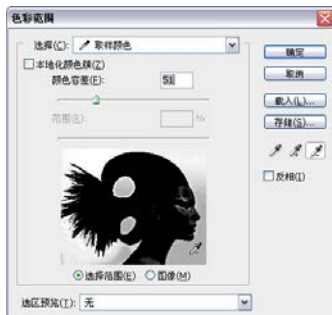 色彩范围
选择(C): 取样颜色
确定
本地化颜色簇(Z)
颜色容差(F): 51
取消
范围(R): %
载入(L)...
存储(S)...
反相(I)
选择范围(E) 图像(M)
选区预览(T): 无